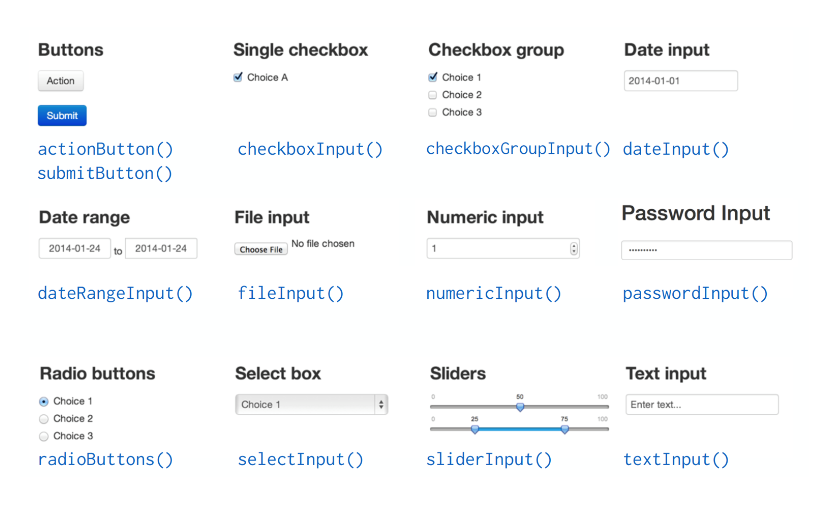 Buttons
Action
Submit
actionButton()
submitButton()
Single checkbox
Choice A
checkboxInput()
Checkbox group
Choice 1
Choice 2
Choice 3
checkboxGroupInput()
Date input
2014-01-01
dateInput()
Date range
2014-01-24 to 2014-01-24
dateRangeInput()
File input
Choose File No file chosen
fileInput()
Numeric input
1
numericInput()
Password Input
••••••••••
passwordInput()
Radio buttons
Choice 1
Choice 2
Choice 3
radioButtons()
Select box
Choice 1
selectInput()
Sliders
0 50 100
0 25 75 100
sliderInput()
Text input
Enter text...
textInput()